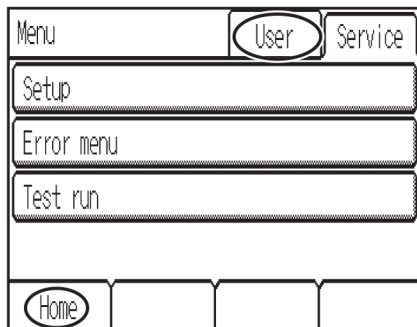 Menu User Service
Setup
Error menu
Test run
Home